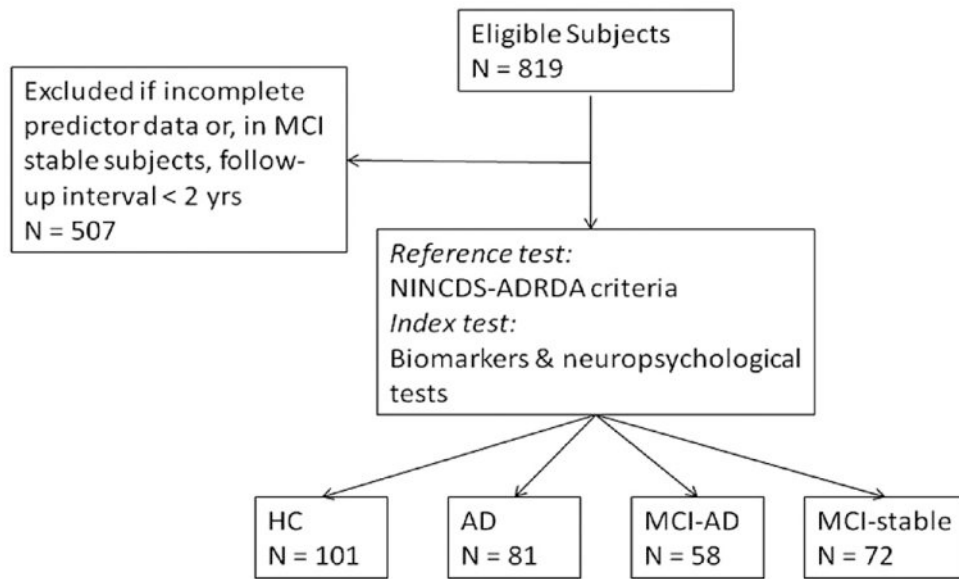 Eligible Subjects
N = 819
Excluded if incomplete
predictor data or, in MCI
stable subjects, follow-
up interval < 2 yrs
N = 507
Reference test:
NINCDS-ADRDA criteria
Index test:
Biomarkers & neuropsychological
tests
HC
N = 101
AD
N = 81
MCI-AD
N = 58
MCI-stable
N = 72